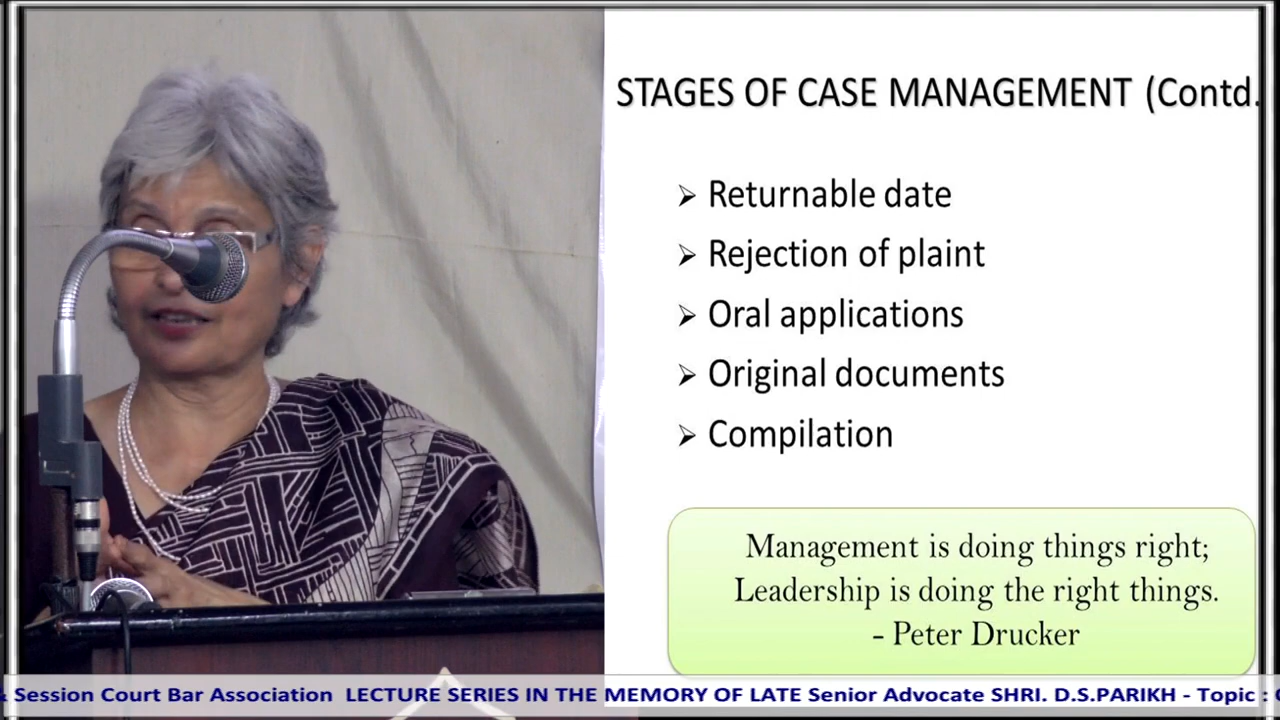 STAGES OF CASE MANAGEMENT (Contd.
Returnable date
Rejection of plaint
Oral applications
Original documents
Compilation
Management is doing things right;
Leadership is doing the right things.
- Peter Drucker
& Session Court Bar Association LECTURE SERIES IN THE MEMORY OF LATE Senior Advocate SHRI. D.S.PARIKH - Topic :